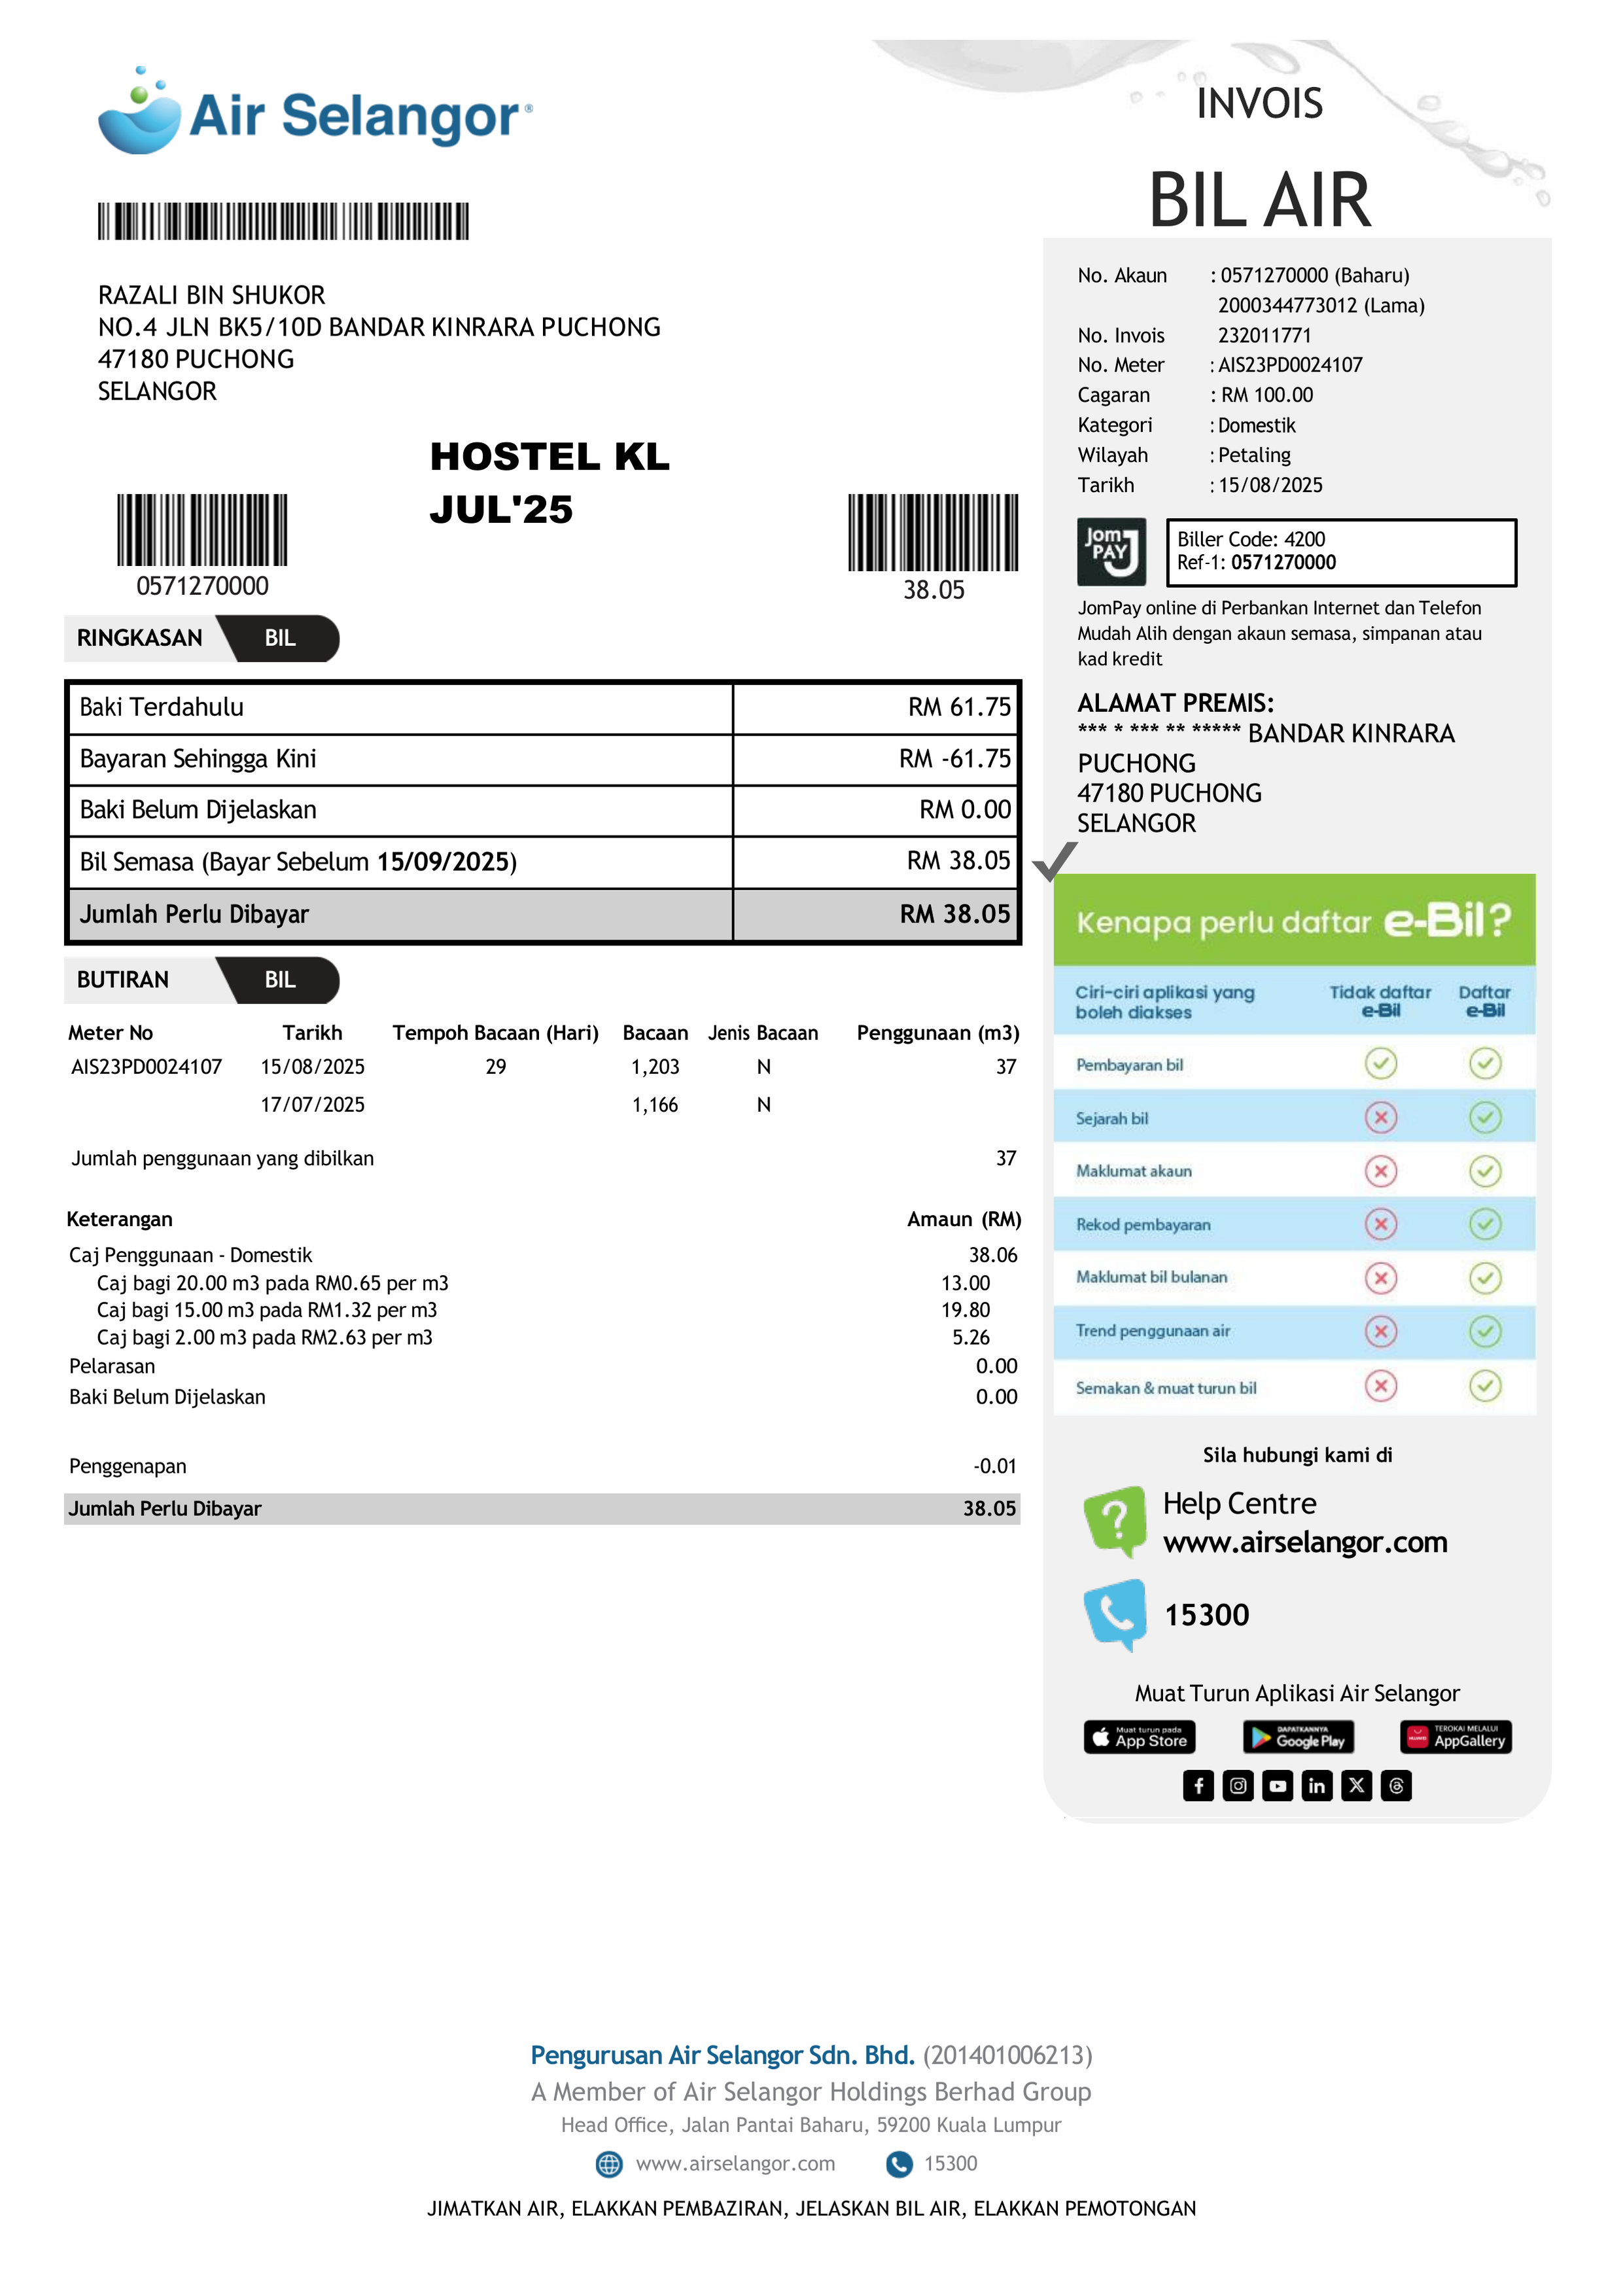 Air Selangor®
INVOIS
BIL AIR
RAZALI BIN SHUKOR
NO.4 JLN BK5/10D BANDAR KINRARA PUCHONG
47180 PUCHONG
SELANGOR
HOSTEL KL
JUL'25
0571270000
38.05
No. Akaun : 0571270000 (Baharu)
2000344773012 (Lama)
No. Invois 232011771
No. Meter : AIS23PD0024107
Cagaran : RM 100.00
Kategori : Domestik
Wilayah : Petaling
Tarikh : 15/08/2025
Jom PAY
Biller Code: 4200
Ref-1: 0571270000
JomPay online di Perbankan Internet dan Telefon
Mudah Alih dengan akaun semasa, simpanan atau
kad kredit
ALAMAT PREMIS:
*** * *** ** ***** BANDAR KINRARA
PUCHONG
47180 PUCHONG
SELANGOR
RINGKASAN BIL
Baki Terdahulu RM 61.75
Bayaran Sehingga Kini RM -61.75
Baki Belum Dijelaskan RM 0.00
Bil Semasa (Bayar Sebelum 15/09/2025) RM 38.05
Jumlah Perlu Dibayar RM 38.05
BUTIRAN BIL
Meter No Tarikh Tempoh Bacaan (Hari) Bacaan Jenis Bacaan Penggunaan (m3)
AIS23PD0024107 15/08/2025 29 1,203 N 37
17/07/2025 1,166 N
Jumlah penggunaan yang dibilkan 37
Keterangan Amaun (RM)
Caj Penggunaan - Domestik 38.06
Caj bagi 20.00 m3 pada RM0.65 per m3 13.00
Caj bagi 15.00 m3 pada RM1.32 per m3 19.80
Caj bagi 2.00 m3 pada RM2.63 per m3 5.26
Pelarasan 0.00
Baki Belum Dijelaskan 0.00
Penggenapan -0.01
Jumlah Perlu Dibayar 38.05
Kenapa perlu daftar e-Bil?
Ciri-ciri aplikasi yang boleh diakses Tidak daftar e-Bil Daftar e-Bil
Pembayaran bil
Sejarah bil
Maklumat akaun
Rekod pembayaran
Maklumat bil bulanan
Trend penggunaan air
Semakan & muat turun bil
Sila hubungi kami di
Help Centre
www.airselangor.com
15300
Muat Turun Aplikasi Air Selangor
Muat turun pada App Store
DAPATKANNYA Google Play
TEROKAI MELALUI AppGallery
Pengurusan Air Selangor Sdn. Bhd. (201401006213)
A Member of Air Selangor Holdings Berhad Group
Head Office, Jalan Pantai Baharu, 59200 Kuala Lumpur
www.airselangor.com 15300
JIMATKAN AIR, ELAKKAN PEMBAZIRAN, JELASKAN BIL AIR, ELAKKAN PEMOTONGAN